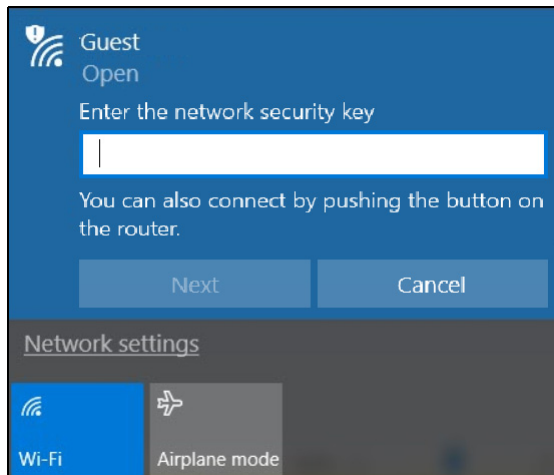 Guest
Open
Enter the network security key
You can also connect by pushing the button on
the router.
Next
Cancel
Network settings
Wi-Fi
Airplane mode